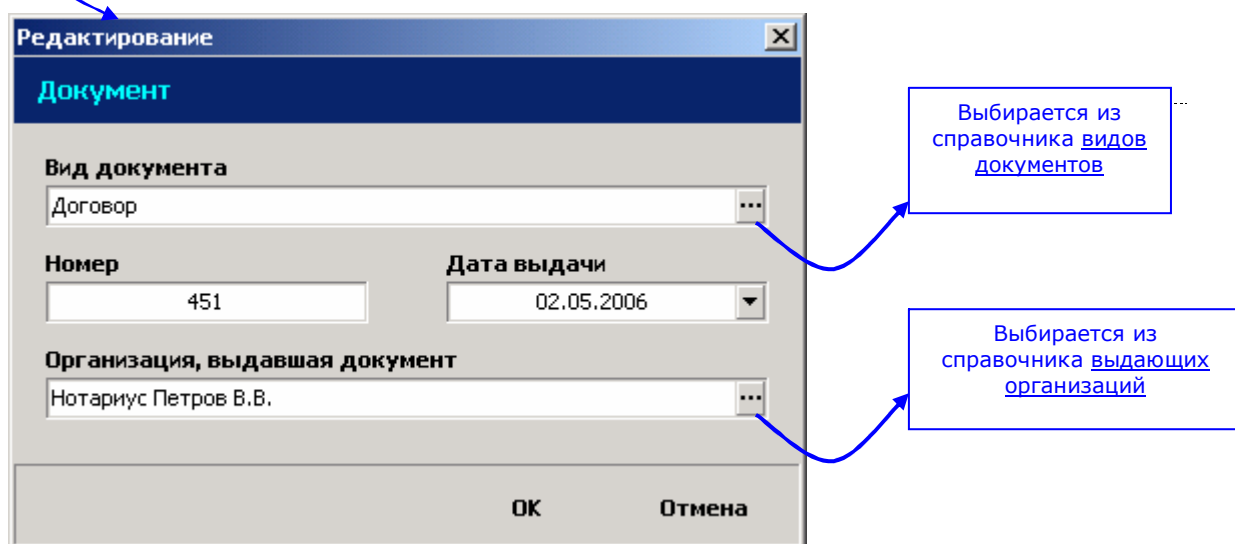 Редактирование
Документ
Вид документа
Договор
Выбирается из
справочника видов
документов
Номер
Дата выдачи
451
02.05.2006
Организация, выдавшая документ
Нотариус Петров В.В.
Выбирается из
справочника выдающих
организаций
ОК
Отмена